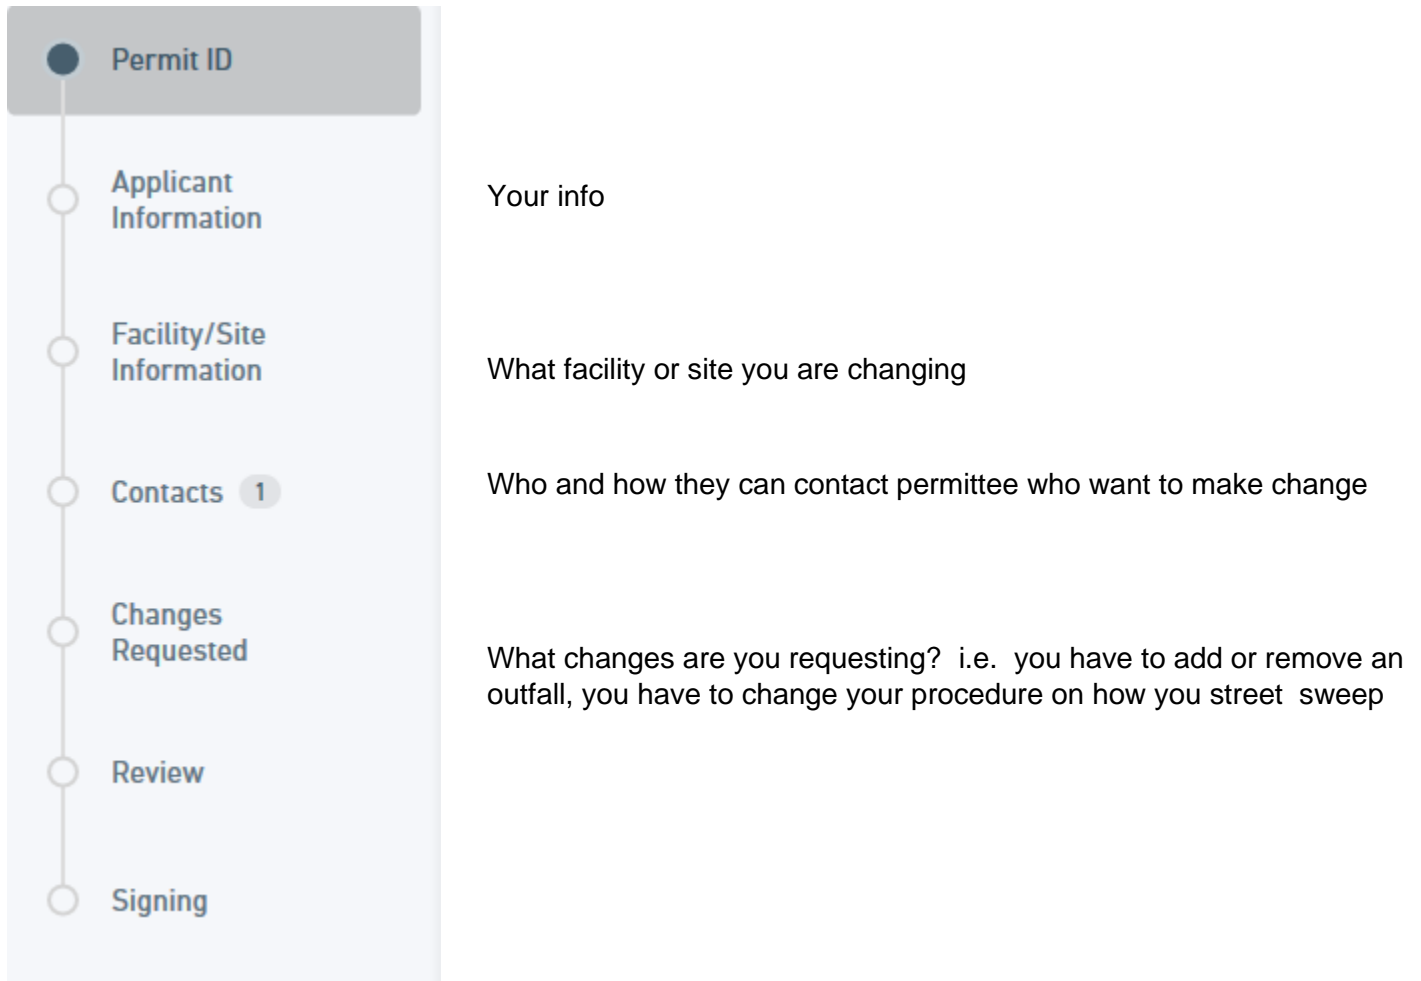 Permit ID
Applicant
Information
Your info
Facility/Site
Information
What facility or site you are changing
Contacts 1
Who and how they can contact permittee who want to make change
Changes
Requested
What changes are you requesting?  i.e.  you have to add or remove an
outfall, you have to change your procedure on how you street  sweep
Review
Signing